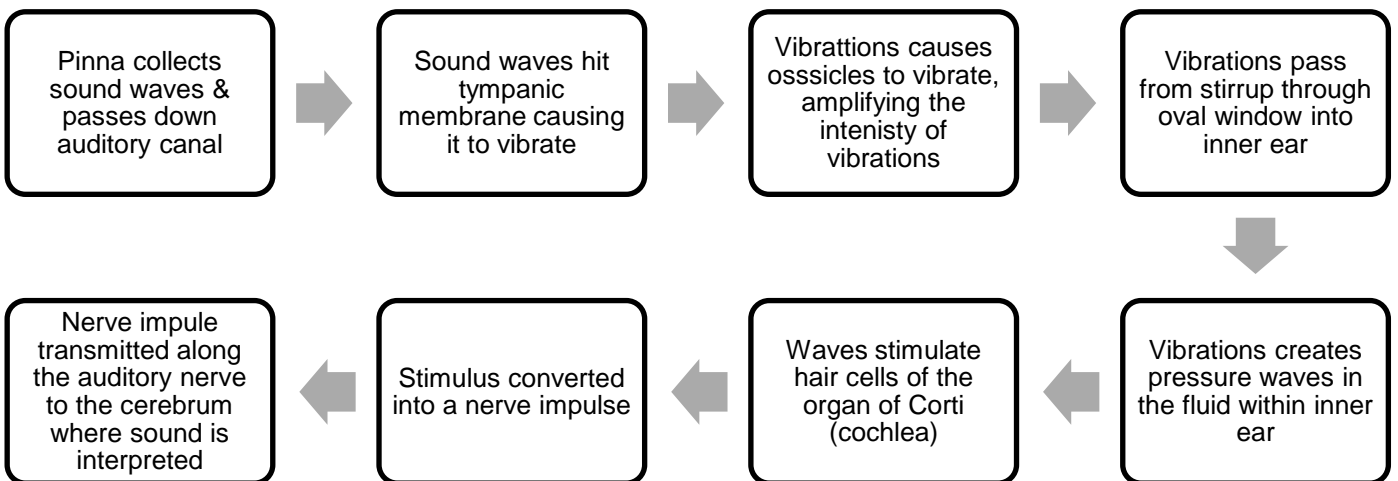 Pinna collects
sound waves &
passes down
auditory canal
Sound waves hit
tympanic
membrane causing
it to vibrate
Vibrattions causes
osssicles to vibrate,
amplifying the
intenisty of
vibrations
Vibrations pass
from stirrup through
oval window into
inner ear
Vibrations creates
pressure waves in
the fluid within inner
ear
Waves stimulate
hair cells of the
organ of Corti
(cochlea)
Stimulus converted
into a nerve impulse
Nerve impule
transmitted along
the auditory nerve
to the cerebrum
where sound is
interpreted